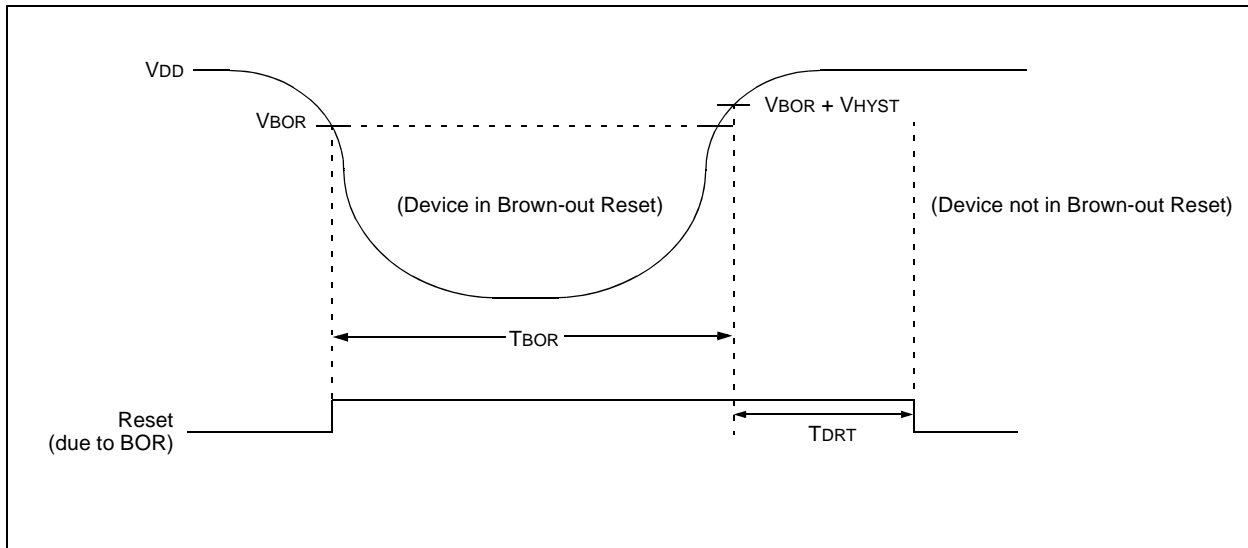 VDD
VBOR + VHYST
VBOR
(Device in Brown-out Reset)
(Device not in Brown-out Reset)
TBOR
Reset
(due to BOR)
TDRT